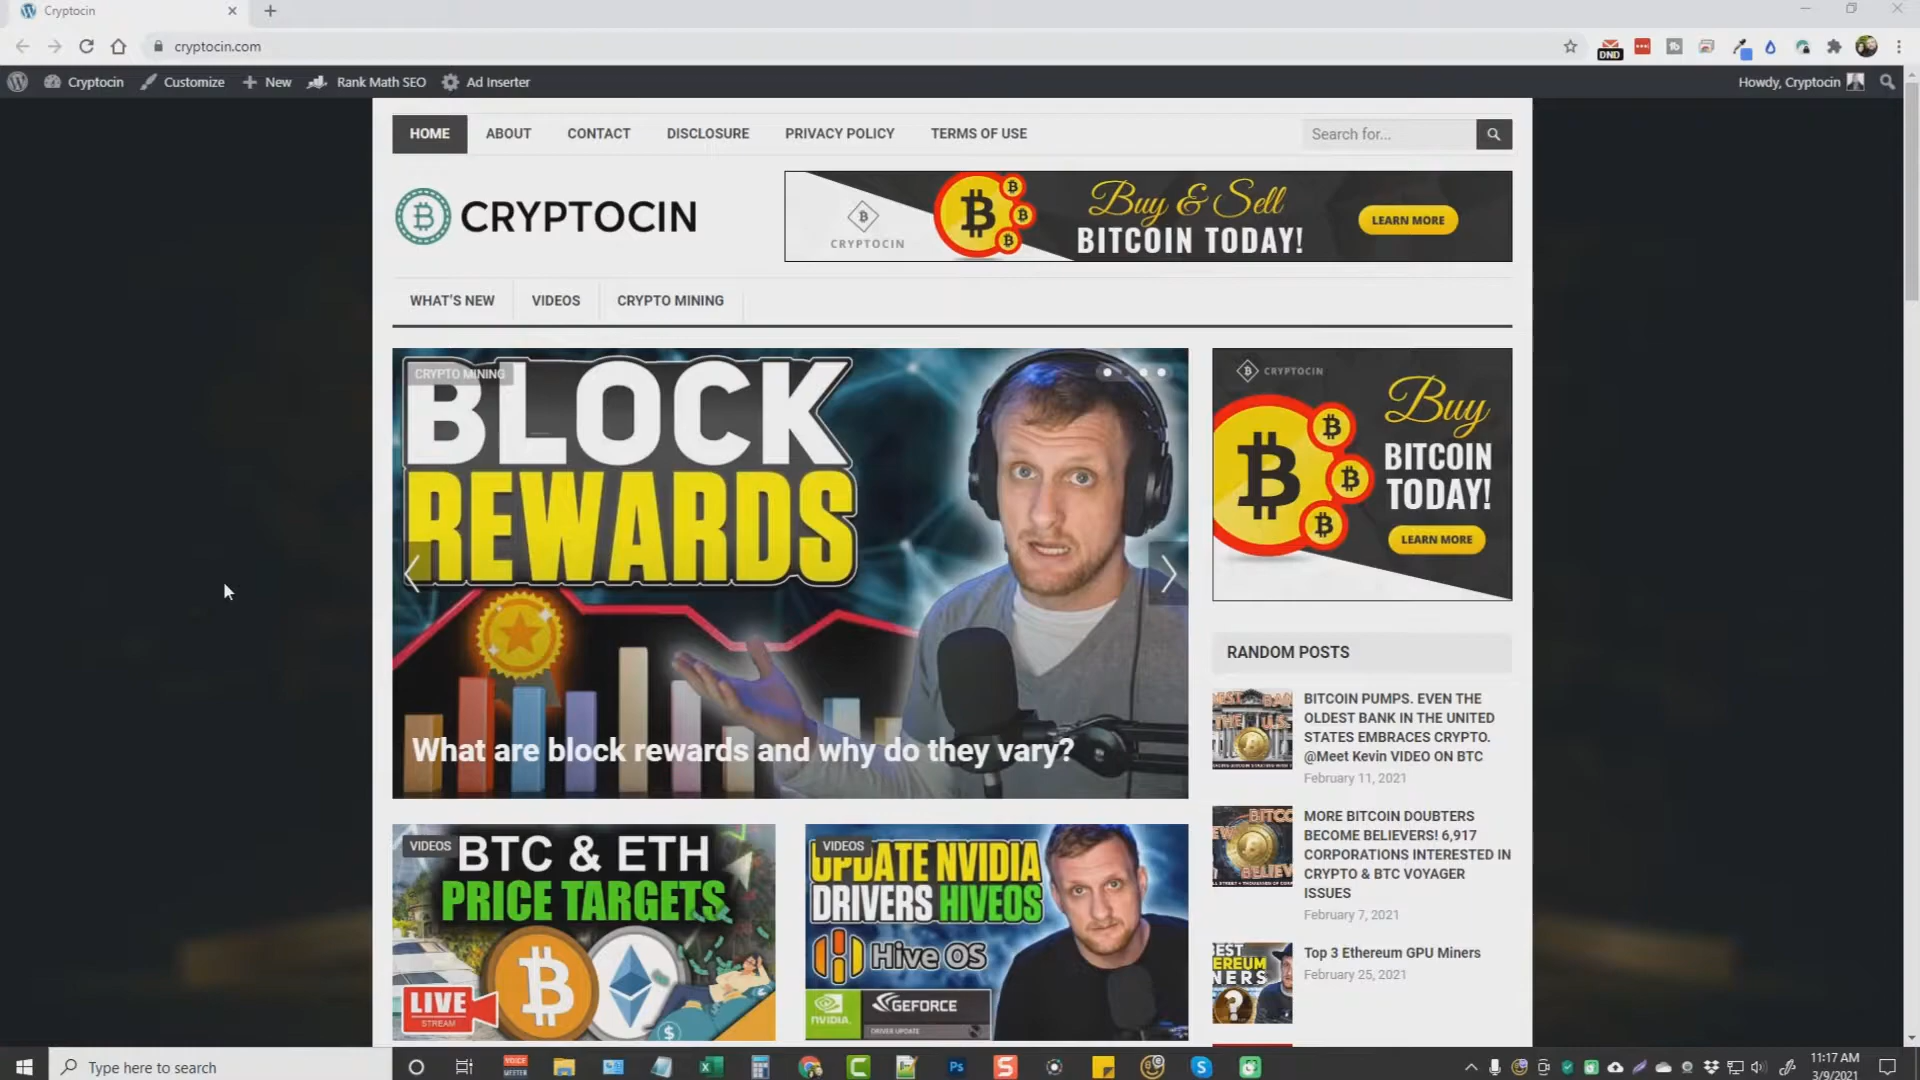 Cryptocin
cryptocin.com
DND
Cryptocin
Customize
New
Rank Math SEO
Ad Inserter
Howdy, Cryptocin
HOME
ABOUT
CONTACT
DISCLOSURE
PRIVACY POLICY
TERMS OF USE
Search for...
CRYPTOCIN
CRYPTOCIN
Buy & Sell
BITCOIN TODAY!
LEARN MORE
WHAT'S NEW
VIDEOS
CRYPTO MINING
CRYPTO MINING
BLOCK
REWARDS
What are block rewards and why do they vary?
CRYPTOCIN
Buy
BITCOIN
TODAY!
LEARN MORE
RANDOM POSTS
BITCOIN PUMPS. EVEN THE
OLDEST BANK IN THE UNITED
STATES EMBRACES CRYPTO.
@Meet Kevin VIDEO ON BTC
February 11, 2021
MORE BITCOIN DOUBTERS
BECOME BELIEVERS! 6,917
CORPORATIONS INTERESTED IN
CRYPTO & BTC VOYAGER
ISSUES
February 7, 2021
Top 3 Ethereum GPU Miners
February 25, 2021
VIDEOS
BTC & ETH
PRICE TARGETS
LIVE
STREAM
VIDEOS
UPDATE NVIDIA
DRIVERS HIVEOS
Hive OS
NVIDIA.
GEFORCE
DRIVER UPDATE
Type here to search
11:17 AM
3/9/2021